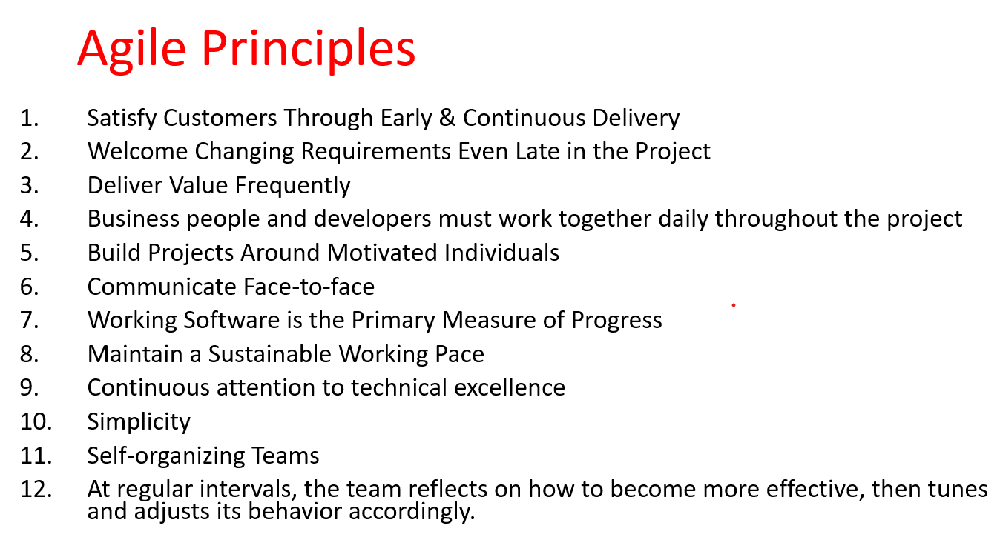 Agile Principles
1. Satisfy Customers Through Early & Continuous Delivery
2. Welcome Changing Requirements Even Late in the Project
3. Deliver Value Frequently
4. Business people and developers must work together daily throughout the project
5. Build Projects Around Motivated Individuals
6. Communicate Face-to-face
7. Working Software is the Primary Measure of Progress
8. Maintain a Sustainable Working Pace
9. Continuous attention to technical excellence
10. Simplicity
11. Self-organizing Teams
12. At regular intervals, the team reflects on how to become more effective, then tunes
and adjusts its behavior accordingly.